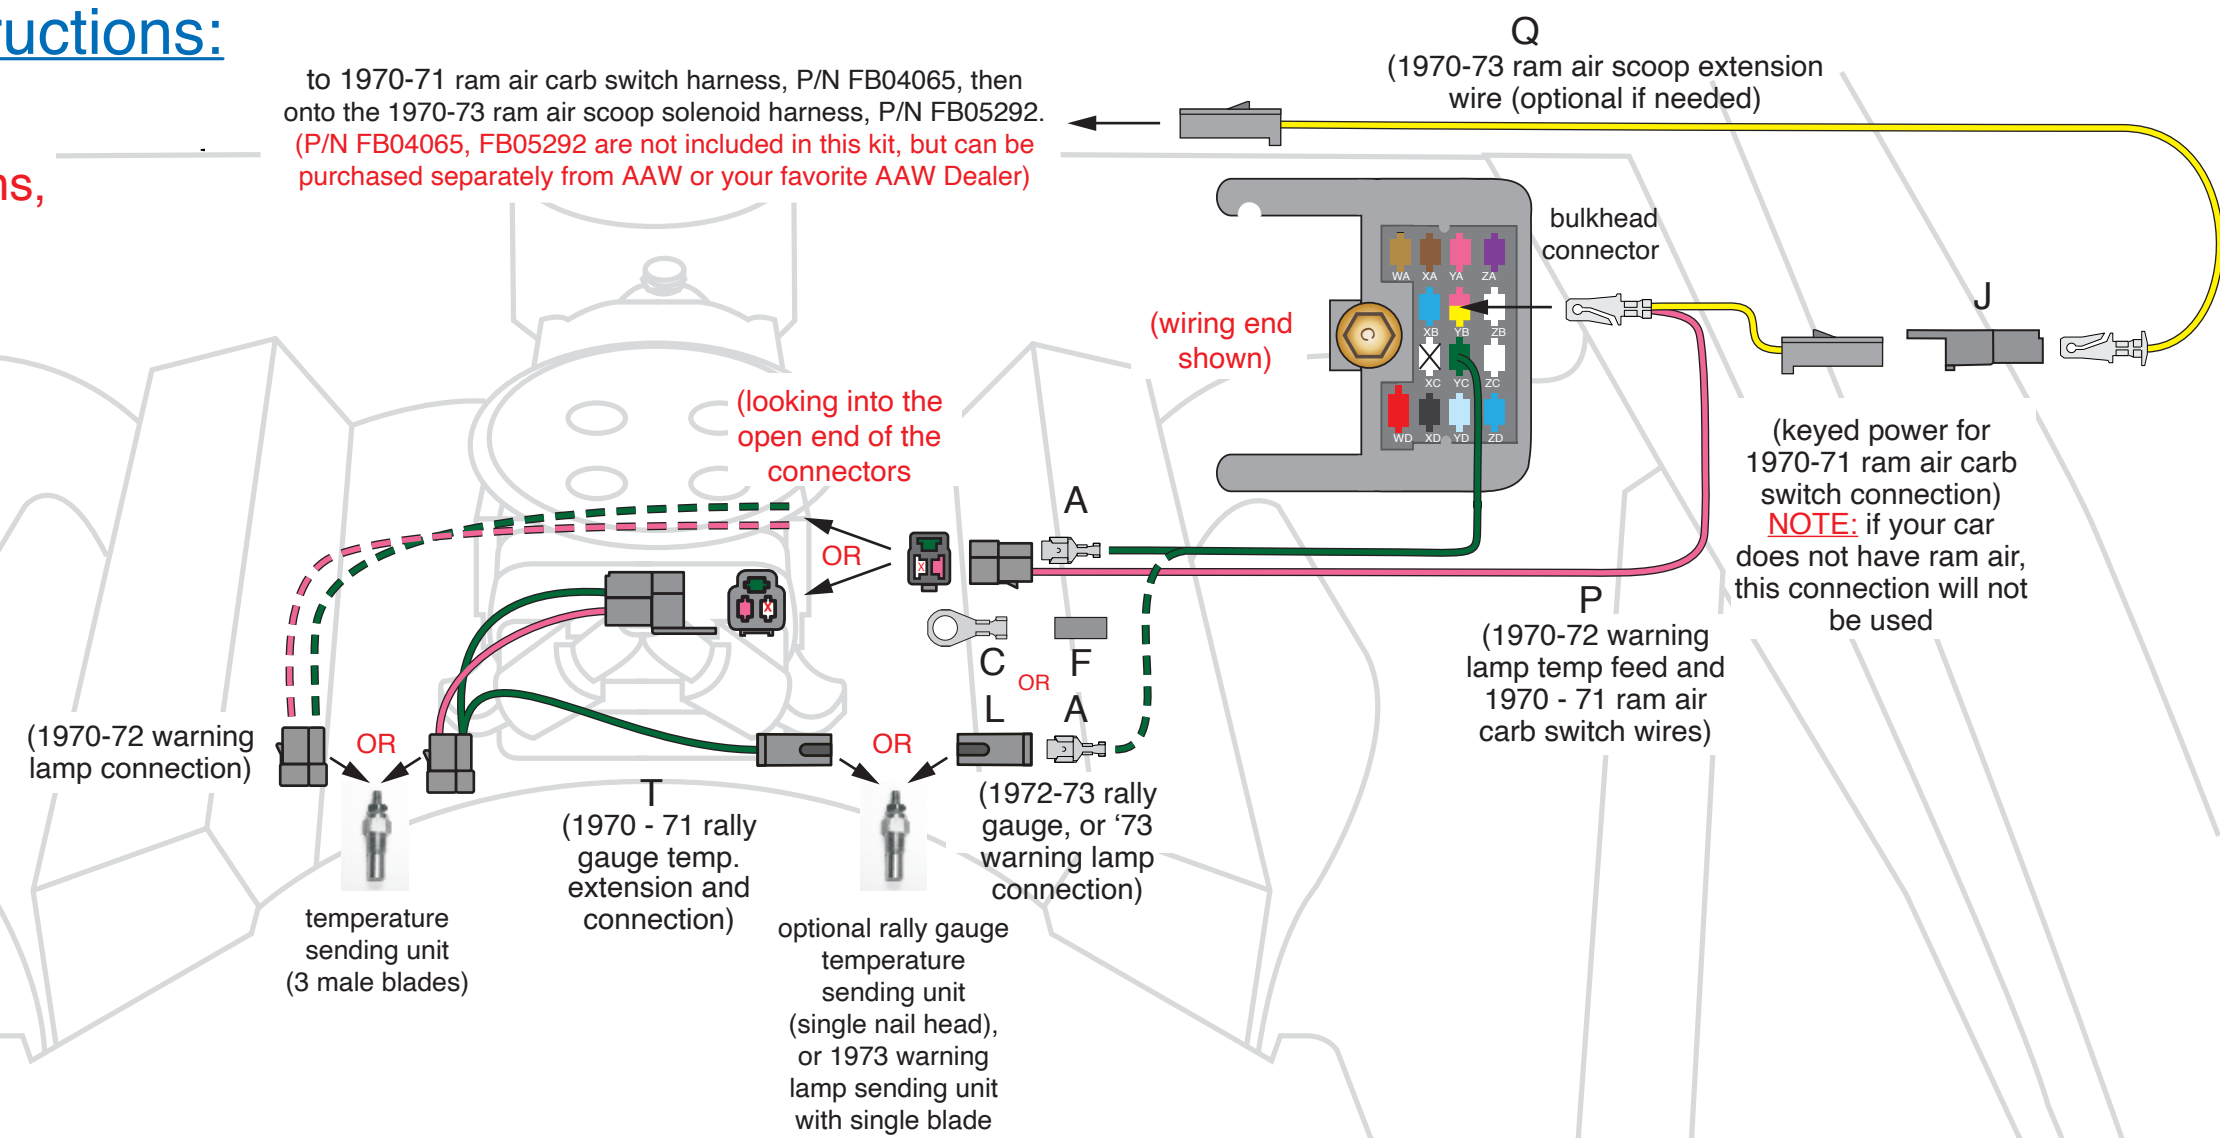 uctions:
ns,
to 1970-71 ram air carb switch harness, P/N FB04065, then
onto the 1970-73 ram air scoop solenoid harness, P/N FB05292.
(P/N FB04065, FB05292 are not included in this kit, but can be
purchased separately from AAW or your favorite AAW Dealer)
Q
(1970-73 ram air scoop extension
wire (optional if needed)
bulkhead
connector
WA XA YA ZA
XB YB ZB
XC YC ZC
WD XD YD ZD
C
(wiring end
shown)
J
(keyed power for
1970-71 ram air carb
switch connection)
NOTE: if your car
does not have ram air,
this connection will not
be used
(looking into the
open end of the
connectors
OR
A
X
X
C
F
OR
L
A
P
(1970-72 warning
lamp temp feed and
1970 - 71 ram air
carb switch wires)
(1970-72 warning
lamp connection)
OR
OR
T
(1970 - 71 rally
gauge temp.
extension and
connection)
(1972-73 rally
gauge, or ‘73
warning lamp
connection)
temperature
sending unit
(3 male blades)
optional rally gauge
temperature
sending unit
(single nail head),
or 1973 warning
lamp sending unit
with single blade